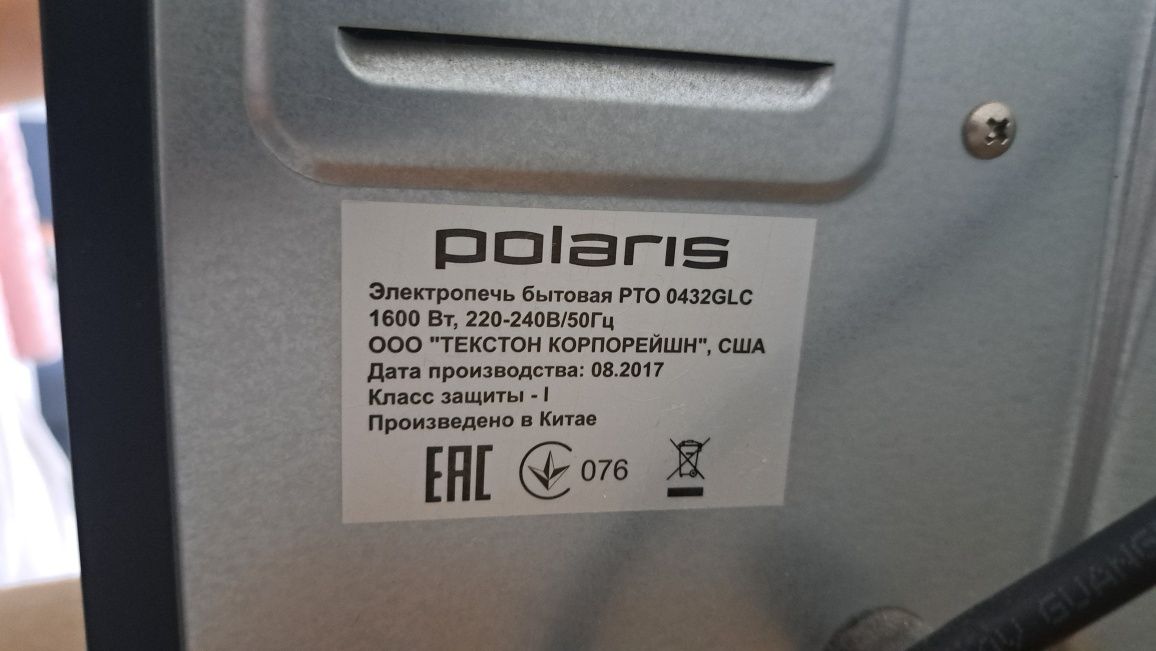 polaris
Электропечь бытовая PTO 0432GLC
1600 Вт, 220-240В/50Гц
ООО "ТЕКСТОН КОРПОРЕЙШН", США
Дата производства: 08.2017
Класс защиты - I
Произведено в Китае
EAC 076